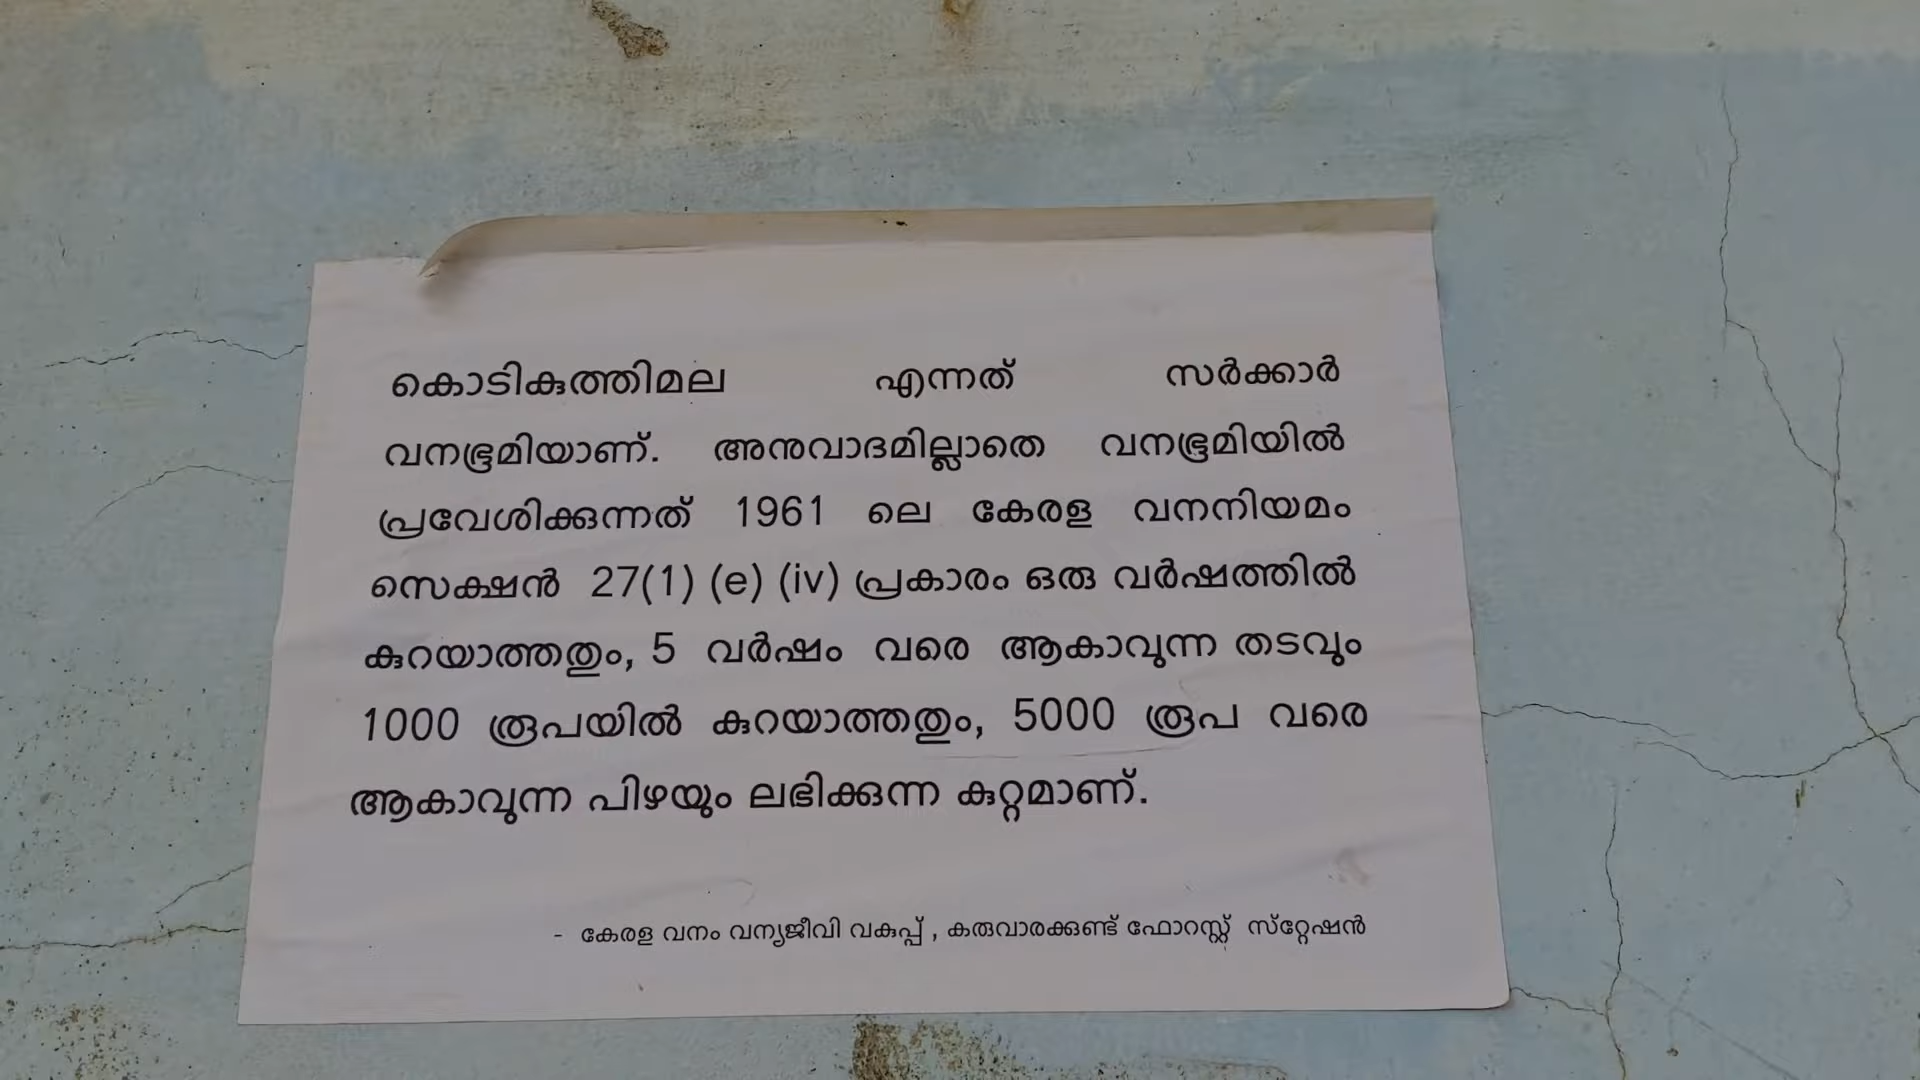 കൊടികുത്തിമല എന്നത് സർക്കാർ
വനഭൂമിയാണ്. അനുവാദമില്ലാതെ വനഭൂമിയിൽ
പ്രവേശിക്കുന്നത് 1961 ലെ കേരള വനനിയമം
സെക്ഷൻ 27(1) (e) (iv) പ്രകാരം ഒരു വർഷത്തിൽ
കുറയാത്തതും, 5 വർഷം വരെ ആകാവുന്ന തടവും
1000 രൂപയിൽ കുറയാത്തതും, 5000 രൂപ വരെ
ആകാവുന്ന പിഴയും ലഭിക്കുന്ന കുറ്റമാണ്.
- കേരള വനം വന്യജീവി വകുപ്പ് , കരുവാരക്കുണ്ട് ഫോറസ്റ്റ് സ്റ്റേഷൻ